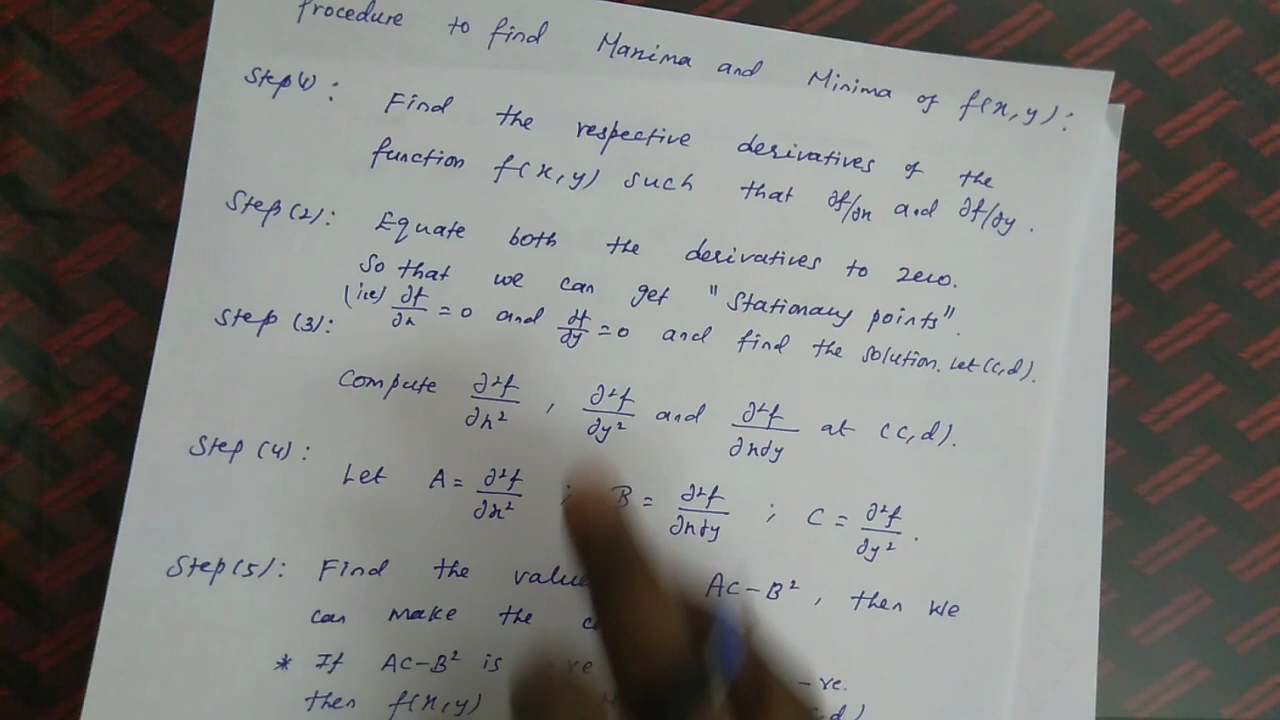 Procedure to find Maxima and Minima of f(x,y):
Step(1): Find the respective derivatives of the
function f(x,y) such that ∂f/∂x and ∂f/∂y.
Step(2): Equate both the derivatives to zero.
So that we can get "Stationary points".
(ie) ∂f/∂x = 0 and ∂f/∂y = 0 and find the solution. Let (c,d).
Step (3):
Compute ∂²f/∂x², ∂²f/∂y² and ∂²f/∂x∂y at (c,d).
Step (4):
Let A = ∂²f/∂x² ; B = ∂²f/∂x∂y ; C = ∂²f/∂y².
Step(5): Find the value AC-B², then we
can make the
* If AC-B² is ve -ve.
then f(x,y) c,d)